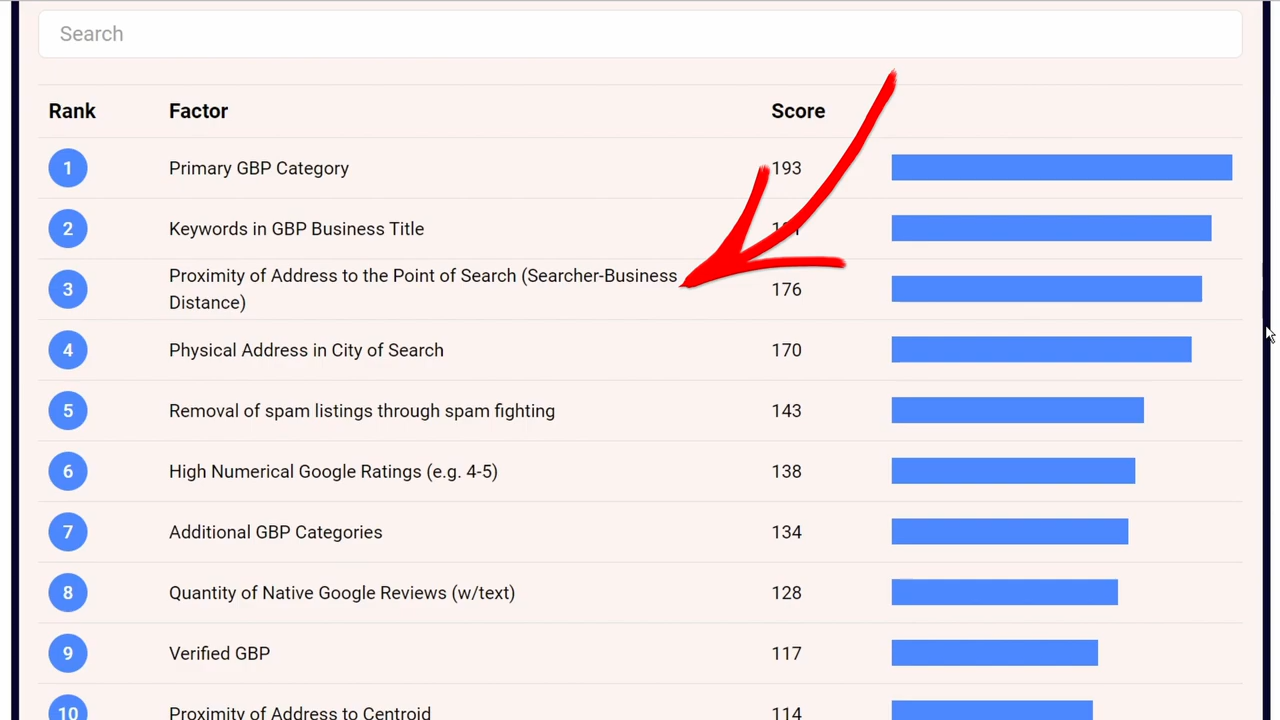 Search
Rank Factor Score
1 Primary GBP Category 193
2 Keywords in GBP Business Title
3 Proximity of Address to the Point of Search (Searcher-Business
Distance) 176
4 Physical Address in City of Search 170
5 Removal of spam listings through spam fighting 143
6 High Numerical Google Ratings (e.g. 4-5) 138
7 Additional GBP Categories 134
8 Quantity of Native Google Reviews (w/text) 128
9 Verified GBP 117
10 Proximity of Address to Centroid 114